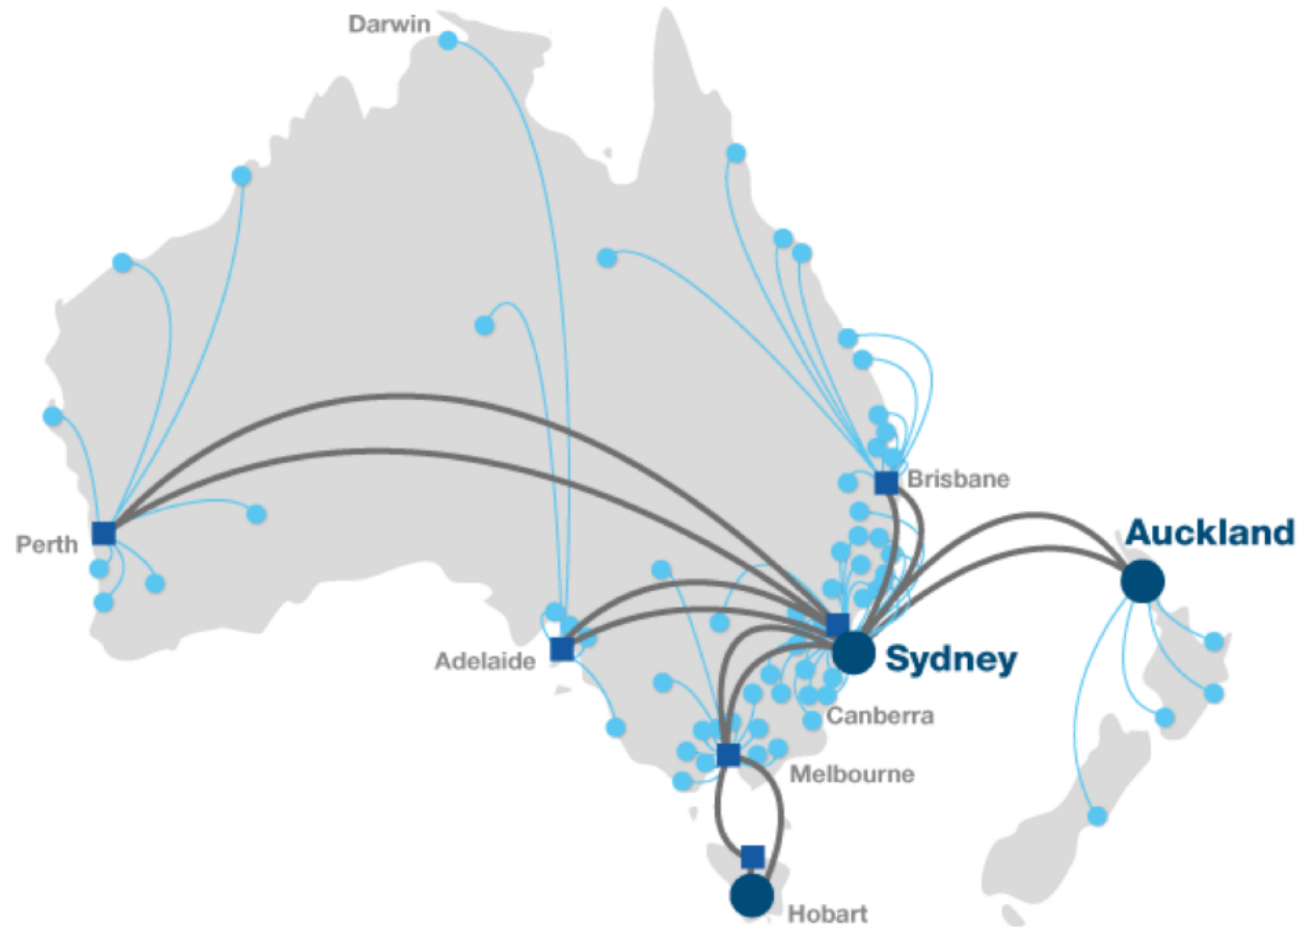 Darwin
Brisbane
Auckland
Perth
Adelaide
Sydney
Canberra
Melbourne
Hobart